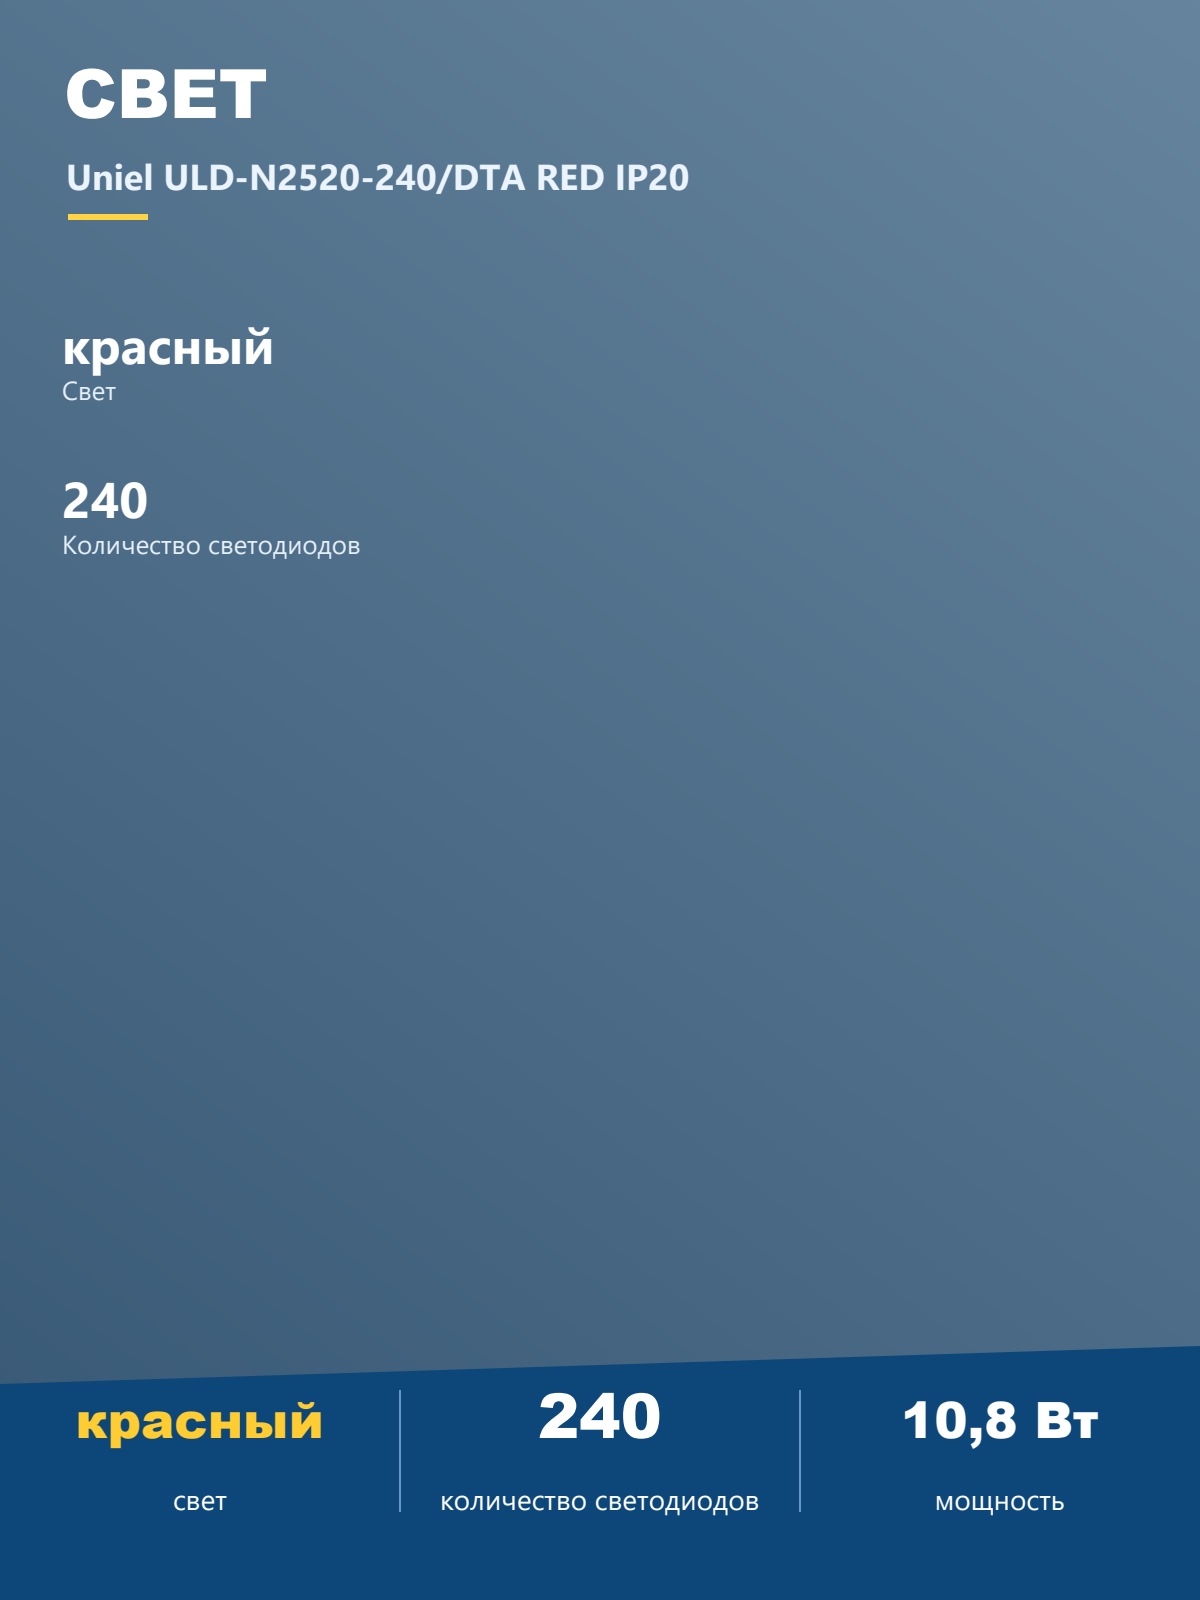 СВЕТ
Uniel ULD-N2520-240/DTA RED IP20
красный
Свет
240
Количество светодиодов
красный
свет
240
количество светодиодов
10,8 Вт
мощность